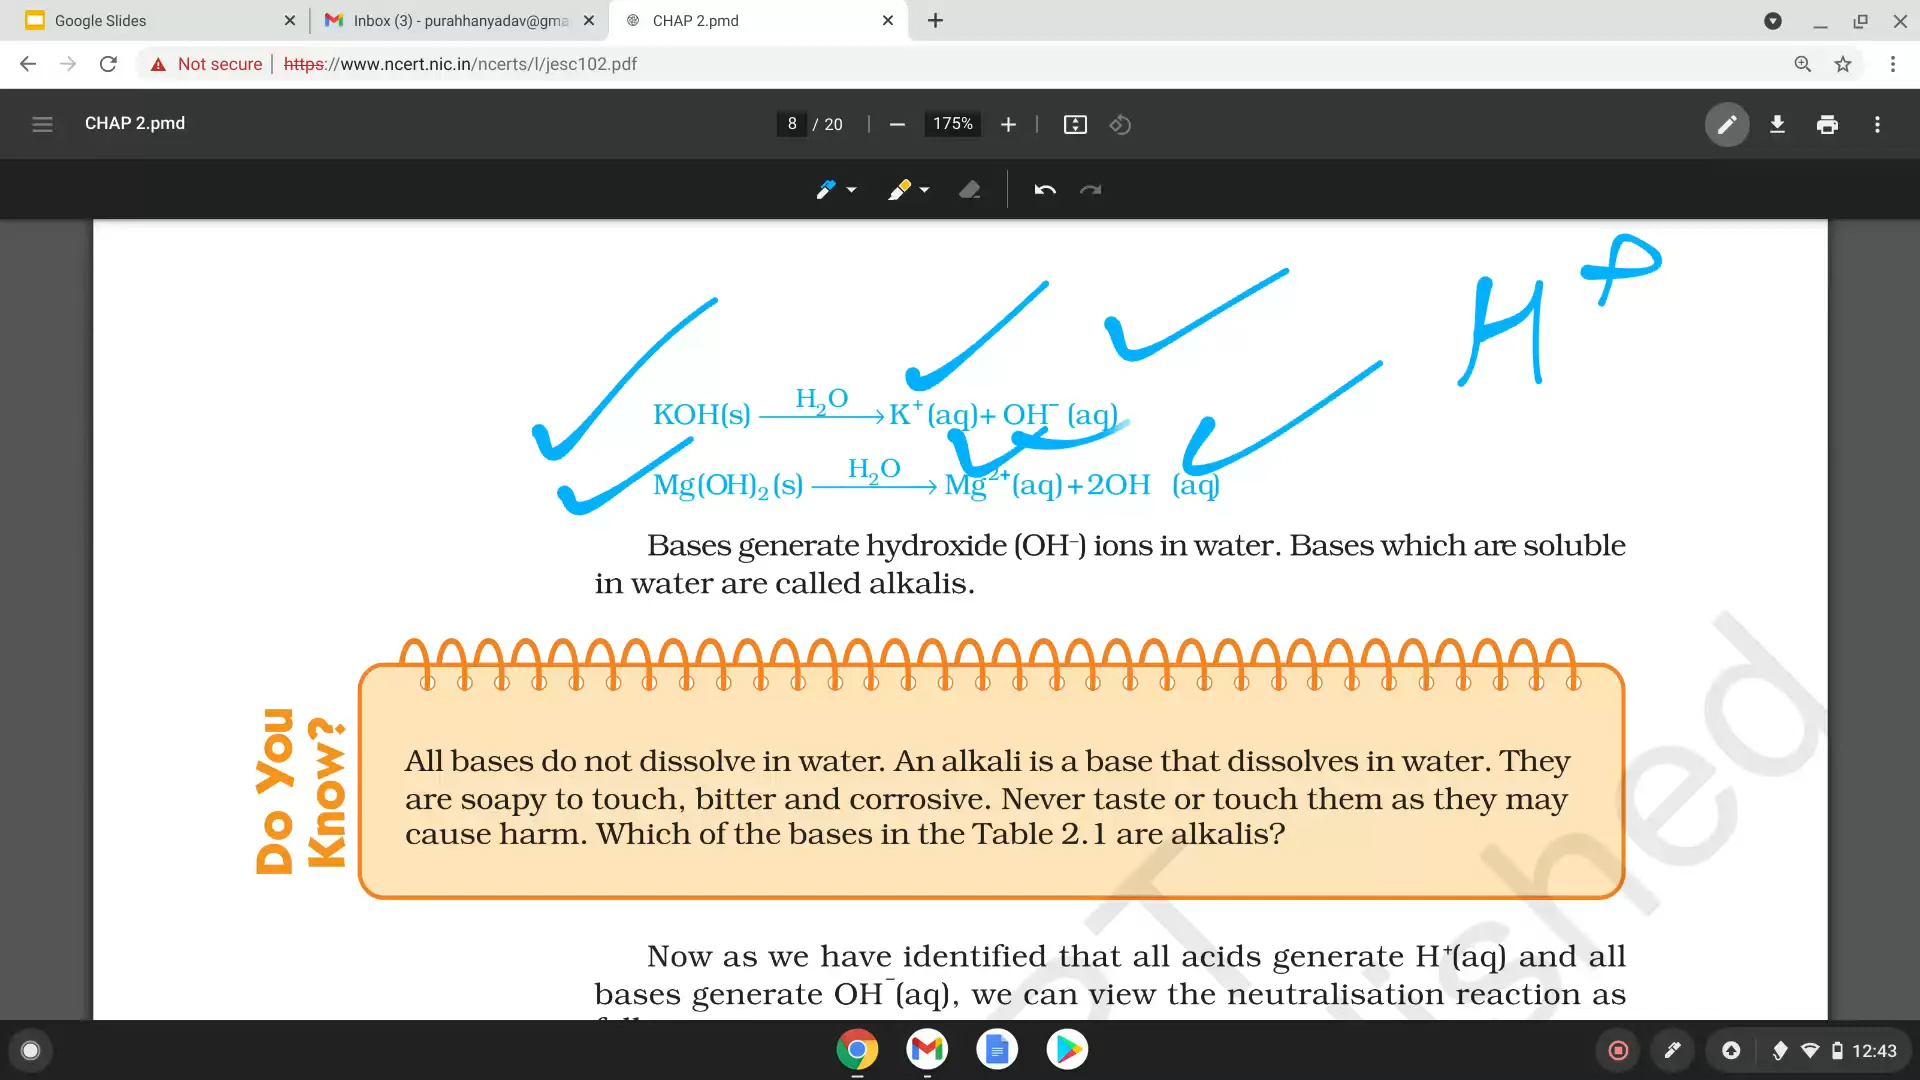 Google Slides
Inbox (3) - purahhanyadav@gma
CHAP 2.pmd
Not secure
https://www.ncert.nic.in/ncerts/l/jesc102.pdf
CHAP 2.pmd
8 / 20
175%
H⁺
KOH(s) —H₂O→ K⁺(aq)+ OH⁻ (aq)
Mg(OH)₂(s) —H₂O→ Mg²⁺(aq)+2OH (aq)
Bases generate hydroxide (OH⁻) ions in water. Bases which are soluble
in water are called alkalis.
Do You
Know?
All bases do not dissolve in water. An alkali is a base that dissolves in water. They
are soapy to touch, bitter and corrosive. Never taste or touch them as they may
cause harm. Which of the bases in the Table 2.1 are alkalis?
Now as we have identified that all acids generate H⁺(aq) and all
bases generate OH⁻(aq), we can view the neutralisation reaction as
12:43